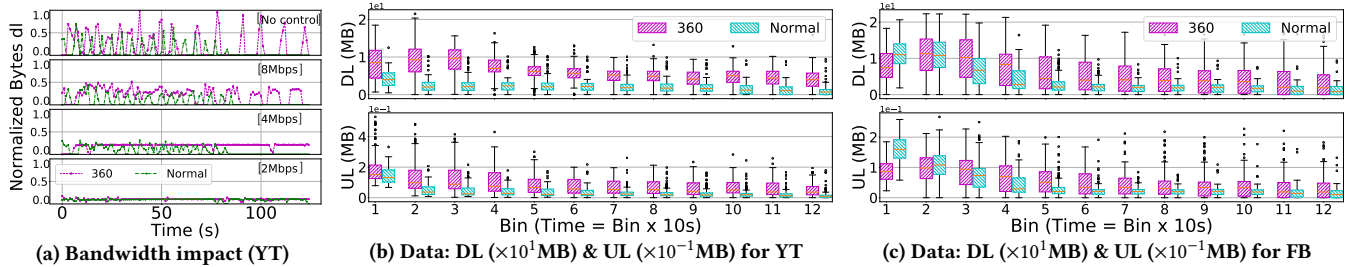 Normalized Bytes dl
1.0
0.5
0.0
[No control]
1.0
0.5
0.0
[8Mbps]
1.0
0.5
0.0
[4Mbps]
1.0
0.5
0.0
[2Mbps]
360 Normal
0 50 100
Time (s)
(a) Bandwidth impact (YT)
1e1
DL (MB)
2
1
0
360 Normal
1e−1
UL (MB)
4
2
0
1 2 3 4 5 6 7 8 9 10 11 12
Bin (Time = Bin x 10s)
(b) Data: DL (×10¹MB) & UL (×10⁻¹MB) for YT
1e1
DL (MB)
2
1
0
360 Normal
1e−1
UL (MB)
2
1
0
1 2 3 4 5 6 7 8 9 10 11 12
Bin (Time = Bin x 10s)
(c) Data: DL (×10¹MB) & UL (×10⁻¹MB) for FB